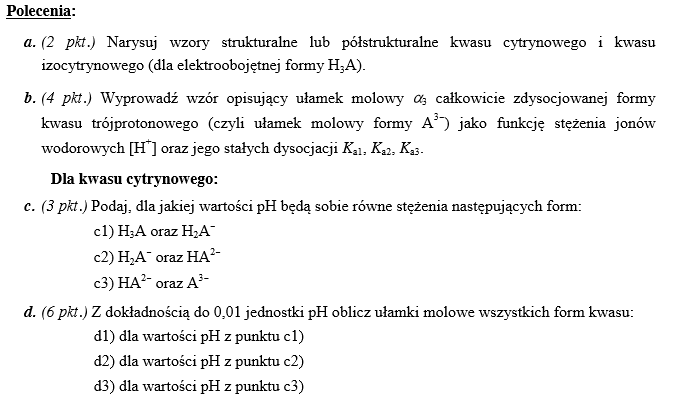 Polecenia:
a. (2 pkt.) Narysuj wzory strukturalne lub półstrukturalne kwasu cytrynowego i kwasu
izocytrynowego (dla elektroobojętnej formy H₃A).
b. (4 pkt.) Wyprowadź wzór opisujący ułamek molowy α₃ całkowicie zdysocjowanej formy
kwasu trójprotonowego (czyli ułamek molowy formy A³⁻) jako funkcję stężenia jonów
wodorowych [H⁺] oraz jego stałych dysocjacji Kₐ₁, Kₐ₂, Kₐ₃.
Dla kwasu cytrynowego:
c. (3 pkt.) Podaj, dla jakiej wartości pH będą sobie równe stężenia następujących form:
c1) H₃A oraz H₂A⁻
c2) H₂A⁻ oraz HA²⁻
c3) HA²⁻ oraz A³⁻
d. (6 pkt.) Z dokładnością do 0,01 jednostki pH oblicz ułamki molowe wszystkich form kwasu:
d1) dla wartości pH z punktu c1)
d2) dla wartości pH z punktu c2)
d3) dla wartości pH z punktu c3)